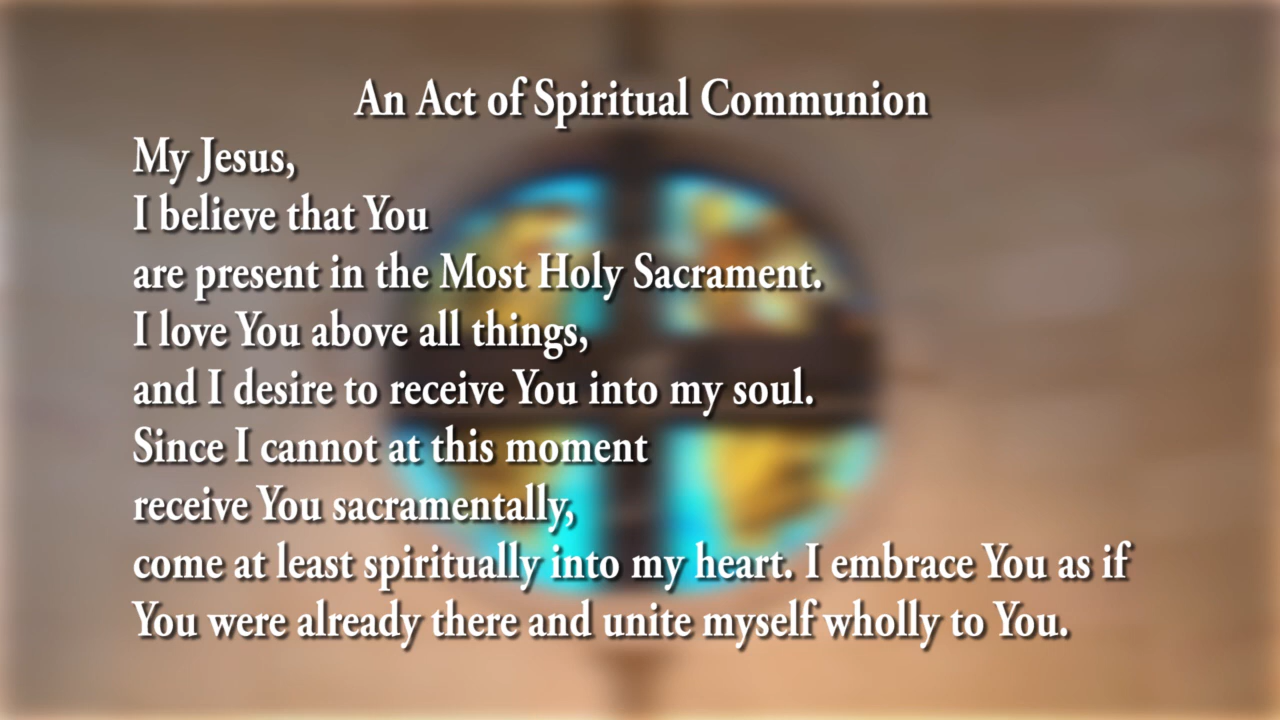 An Act of Spiritual Communion
My Jesus,
I believe that You
are present in the Most Holy Sacrament.
I love You above all things,
and I desire to receive You into my soul.
Since I cannot at this moment
receive You sacramentally,
come at least spiritually into my heart. I embrace You as if
You were already there and unite myself wholly to You.